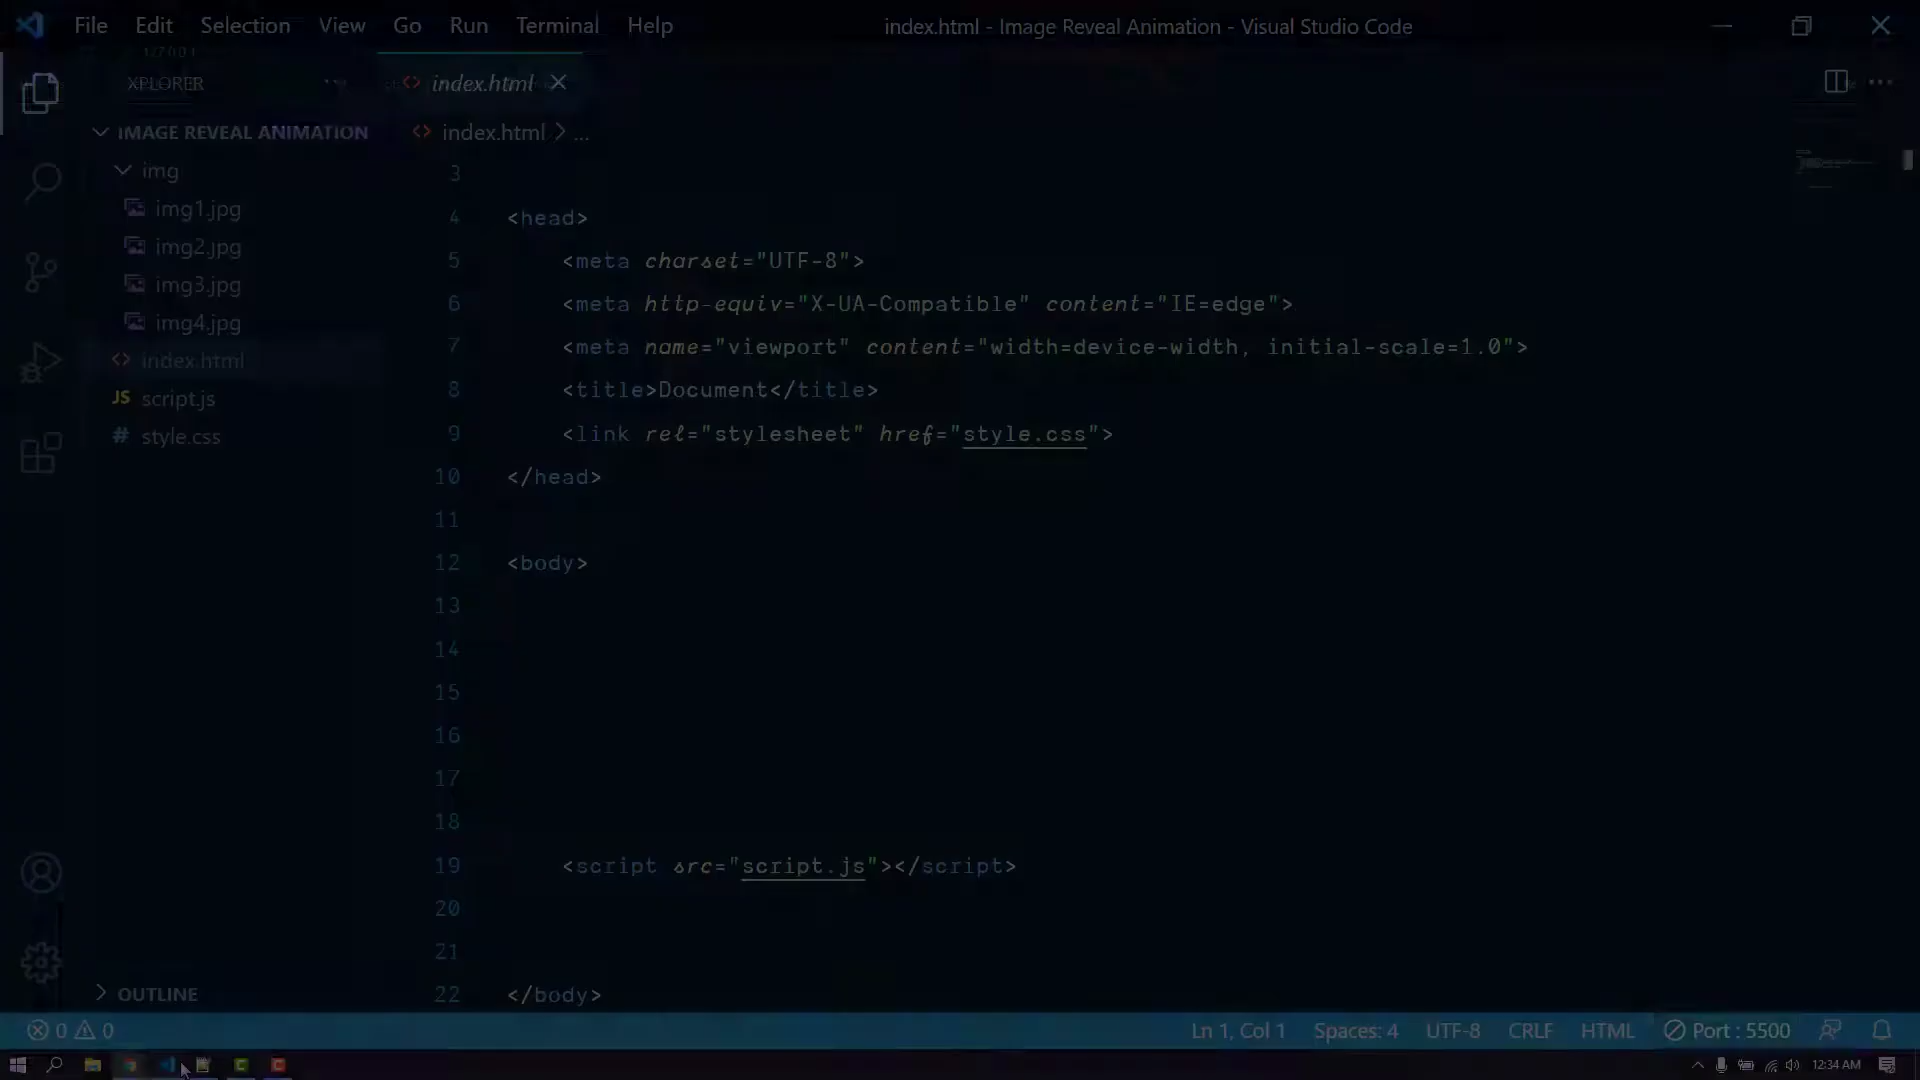 File Edit Selection View Go Run Terminal Help
index.html - Image Reveal Animation - Visual Studio Code
XPLORER
index.html
IMAGE REVEAL ANIMATION
index.html > ...
img
img1.jpg
img2.jpg
img3.jpg
img4.jpg
index.html
JS script.js
# style.css
3
4 <head>
5 <meta charset="UTF-8">
6 <meta http-equiv="X-UA-Compatible" content="IE=edge">
7 <meta name="viewport" content="width=device-width, initial-scale=1.0">
8 <title>Document</title>
9 <link rel="stylesheet" href="style.css">
10 </head>
11
12 <body>
13
14
15
16
17
18
19 <script src="script.js"></script>
20
21
22 </body>
OUTLINE
0 0
Ln 1, Col 1 Spaces: 4 UTF-8 CRLF HTML Port : 5500
12:34 AM